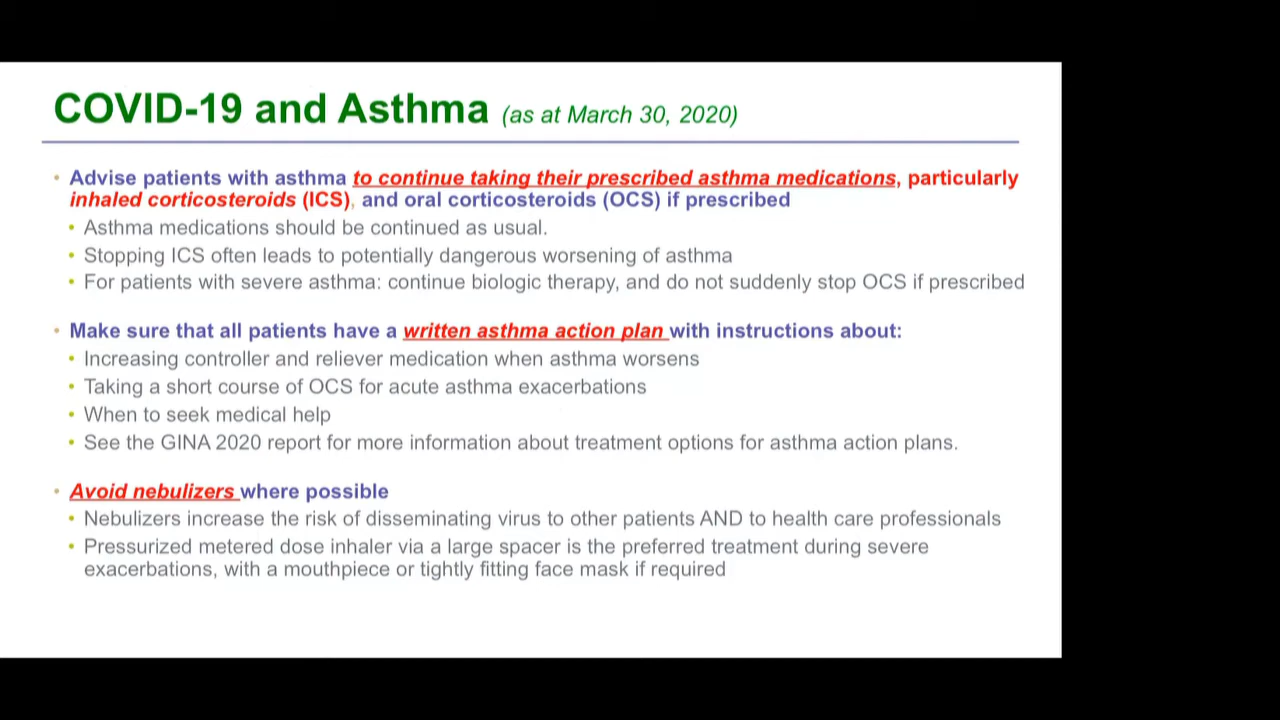 COVID-19 and Asthma (as at March 30, 2020)
• Advise patients with asthma to continue taking their prescribed asthma medications, particularly
inhaled corticosteroids (ICS), and oral corticosteroids (OCS) if prescribed
• Asthma medications should be continued as usual.
• Stopping ICS often leads to potentially dangerous worsening of asthma
• For patients with severe asthma: continue biologic therapy, and do not suddenly stop OCS if prescribed
• Make sure that all patients have a written asthma action plan with instructions about:
• Increasing controller and reliever medication when asthma worsens
• Taking a short course of OCS for acute asthma exacerbations
• When to seek medical help
• See the GINA 2020 report for more information about treatment options for asthma action plans.
• Avoid nebulizers where possible
• Nebulizers increase the risk of disseminating virus to other patients AND to health care professionals
• Pressurized metered dose inhaler via a large spacer is the preferred treatment during severe
exacerbations, with a mouthpiece or tightly fitting face mask if required